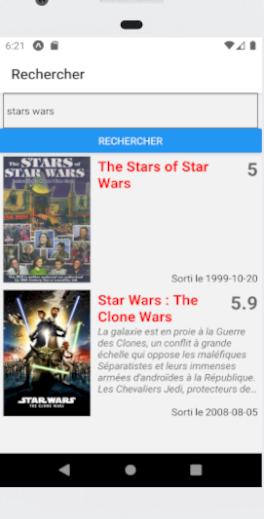 6:21
Rechercher
stars wars
RECHERCHER
The STARS of
STAR WARS
The Stars of Star
Wars
5
Sorti le 1999-10-20
STAR WARS
THE CLONE WARS
Star Wars : The
Clone Wars
5.9
La galaxie est en proie à la Guerre
des Clones, un conflit à grande
échelle qui oppose les maléfiques
Séparatistes et leurs immenses
armées d'androïdes à la République.
Les Chevaliers Jedi, protecteurs de…
Sorti le 2008-08-05